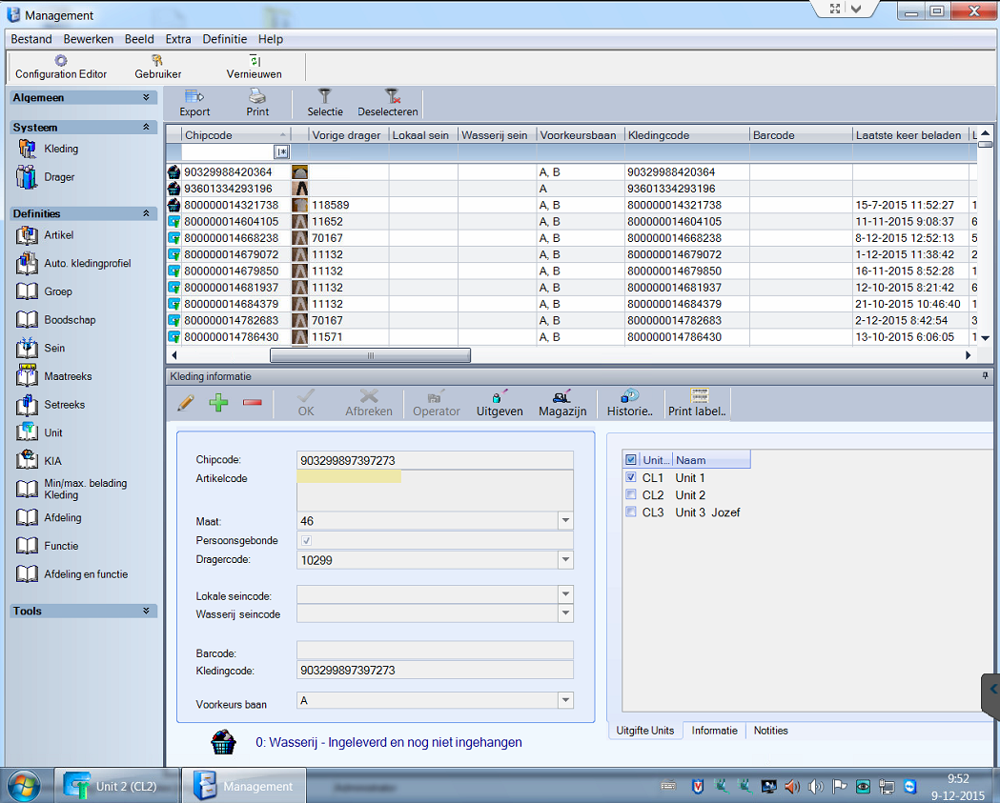 Management
Bestand Bewerken Beeld Extra Definitie Help
Configuration Editor Gebruiker Vernieuwen
Algemeen
Systeem
Kleding
Drager
Definities
Artikel
Auto. kledingprofiel
Groep
Boodschap
Sein
Maatreeks
Setreeks
Unit
KIA
Min/max. belading
Kleding
Afdeling
Functie
Afdeling en functie
Tools
Export Print Selectie Deselecteren
Chipcode Vorige drager Lokaal sein Wasserij sein Voorkeursbaan Kledingcode Barcode Laatste keer beladen L
90329988420364 A, B 90329988420364
93601334293196 A 93601334293196
800000014321738 118589 A, B 800000014321738 15-7-2015 11:52:27 1
800000014604105 11652 A, B 800000014604105 11-11-2015 9:08:37 6
800000014668238 70167 A, B 800000014668238 8-12-2015 12:52:13 5
800000014679072 11132 A, B 800000014679072 1-12-2015 11:38:42 2
800000014679850 11132 A, B 800000014679850 16-11-2015 8:52:28 1
800000014681937 11132 A, B 800000014681937 12-10-2015 8:21:42 6
800000014684379 11132 A, B 800000014684379 21-10-2015 10:46:40 1
800000014782683 70167 A, B 800000014782683 2-12-2015 8:42:54 3
800000014786430 11571 A, B 800000014786430 13-10-2015 6:06:05 1
Kleding informatie
OK Afbreken Operator Uitgeven Magazijn Historie.. Print label..
Chipcode: 903299897397273
Artikelcode
Maat: 46
Persoonsgebonde
Dragercode: 10299
Lokale seincode:
Wasserij seincode
Barcode:
Kledingcode: 903299897397273
Voorkeurs baan A
0: Wasserij - Ingeleverd en nog niet ingehangen
Unit... Naam
CL1 Unit 1
CL2 Unit 2
CL3 Unit 3 Jozef
Uitgifte Units Informatie Notities
Unit 2 (CL2) Management
9:52
9-12-2015